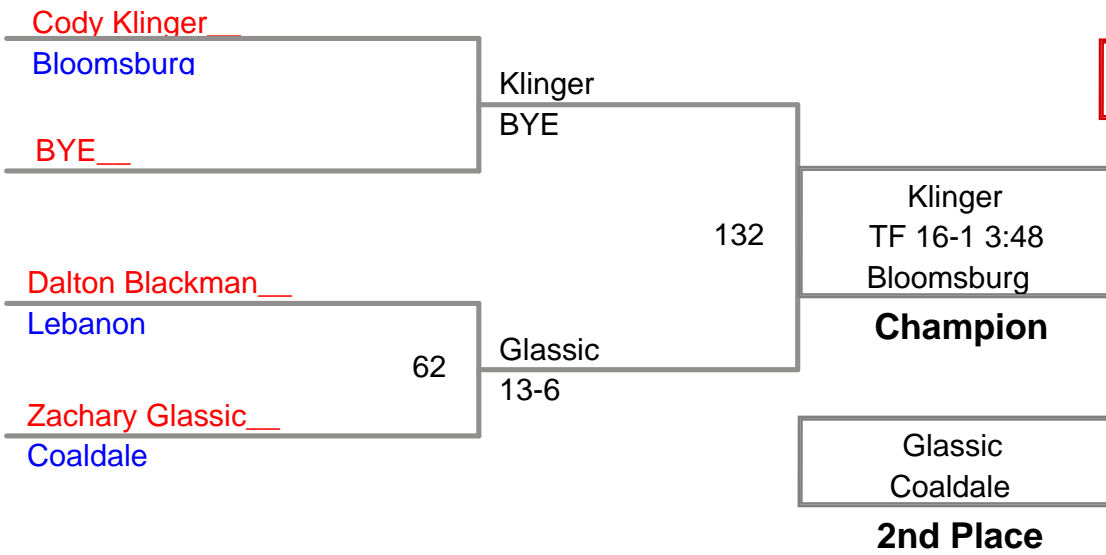 Cody Klinger__
Bloomsburg
BYE__
Klinger
BYE
Dalton Blackman__
Lebanon
62
Zachary Glassic__
Coaldale
Glassic
13-6
132
Klinger
TF 16-1 3:48
Bloomsburg
Champion
Glassic
Coaldale
2nd Place